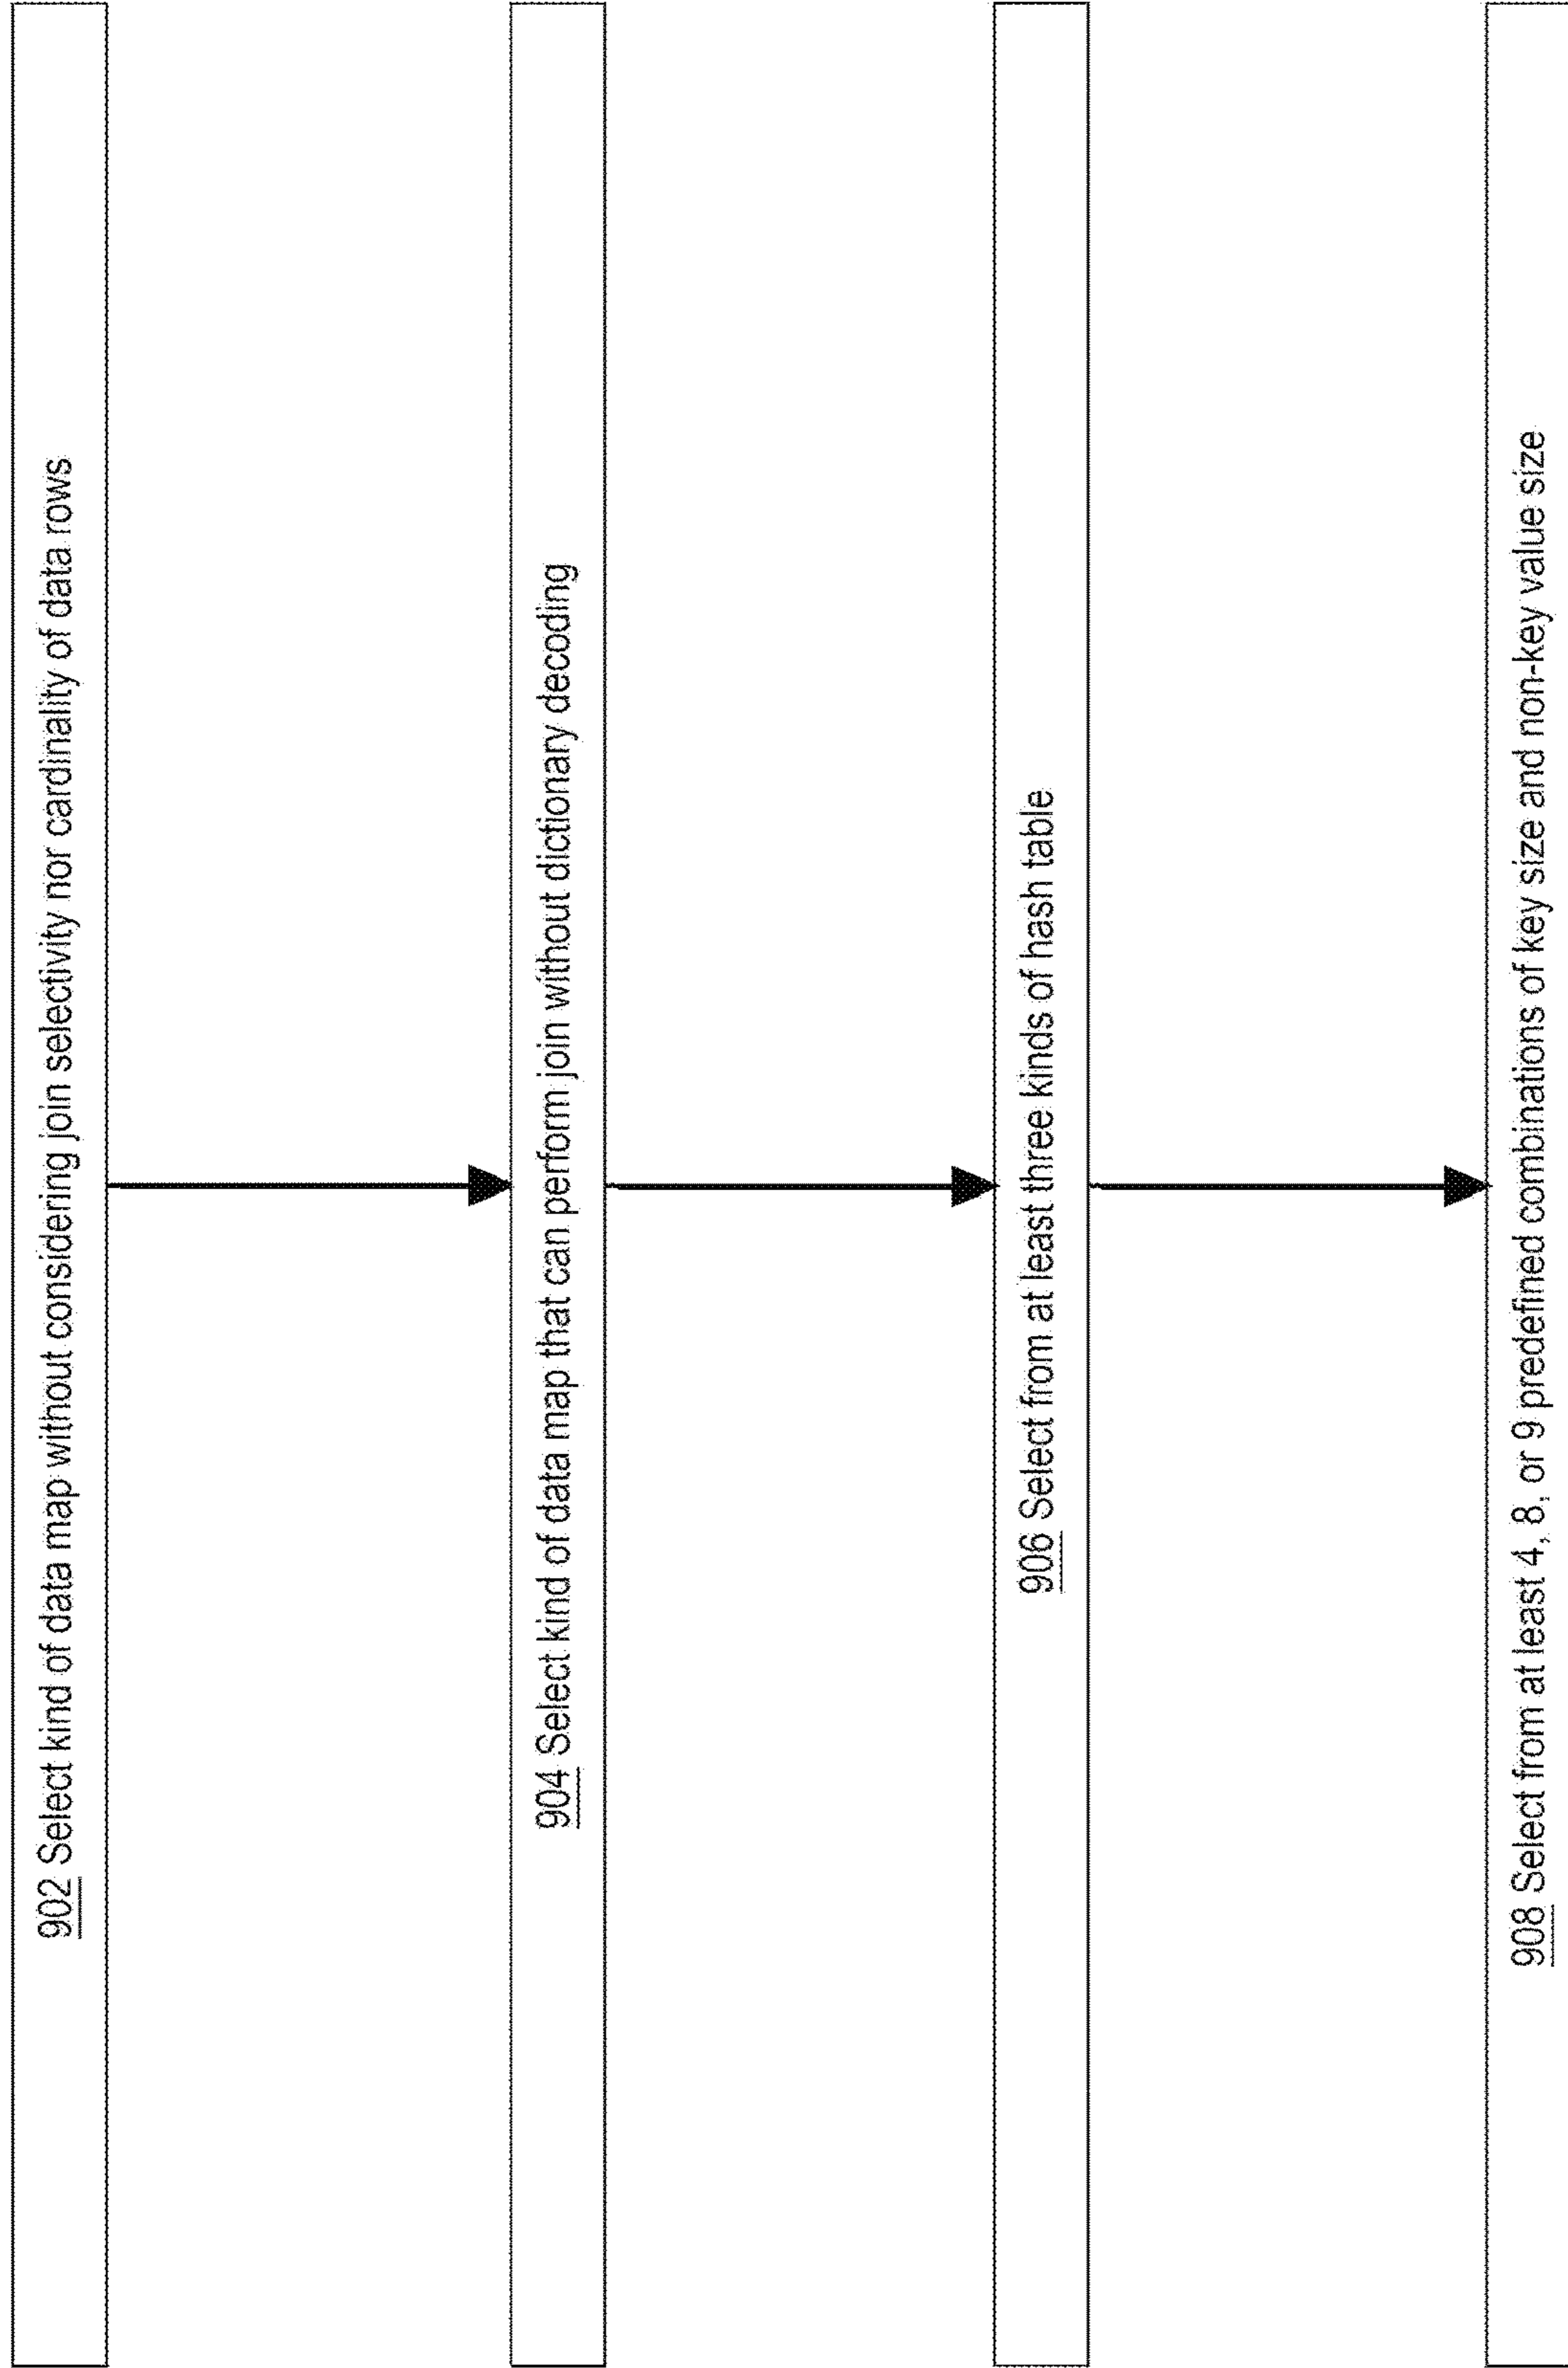 902 Select kind of data map without considering join selectivity nor cardinality of data rows
904 Select kind of data map that can perform join without dictionary decoding
906 Select from at least three kinds of hash table
908 Select from at least 4, 8, or 9 predefined combinations of key size and non-key value size